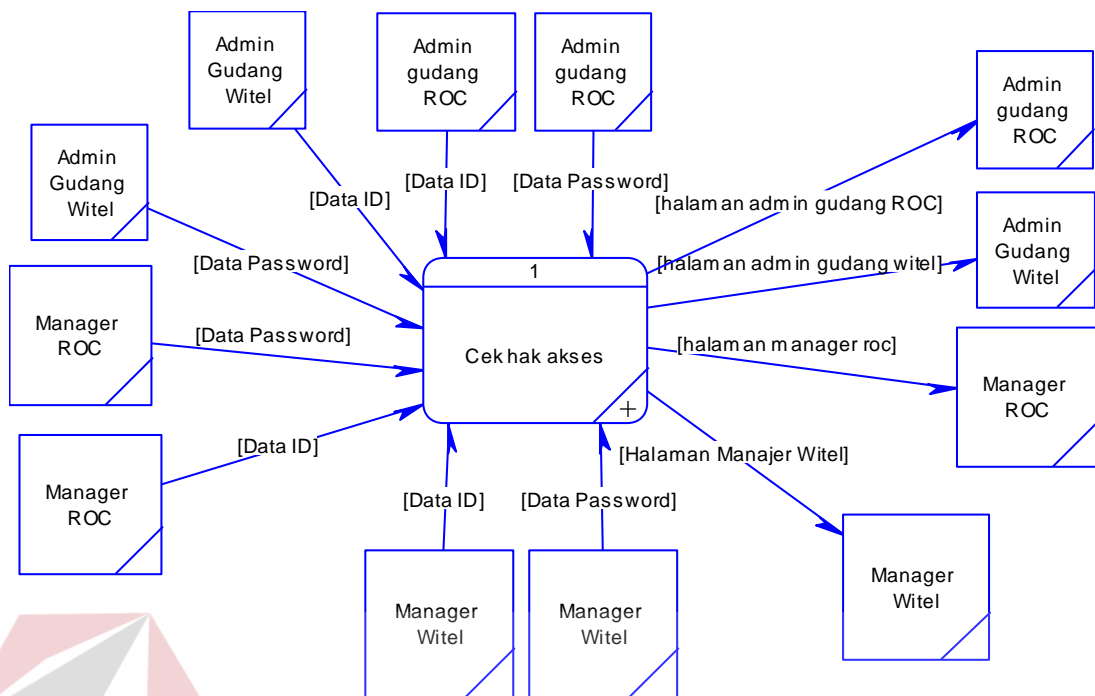 Admin
Gudang
Witel
Admin
gudang
ROC
Admin
gudang
ROC
Admin
gudang
ROC
Admin
Gudang
Witel
[Data ID]
[Data ID]
[Data Password]
[halaman admin gudang ROC]
Admin
Gudang
Witel
[Data Password]
[halaman admin gudang witel]
1
Manager
ROC
[Data Password]
Cek hak akses
[halaman manager roc]
Manager
ROC
+
Manager
ROC
[Data ID]
[Halaman Manajer Witel]
[Data ID]
[Data Password]
Manager
Witel
Manager
Witel
Manager
Witel